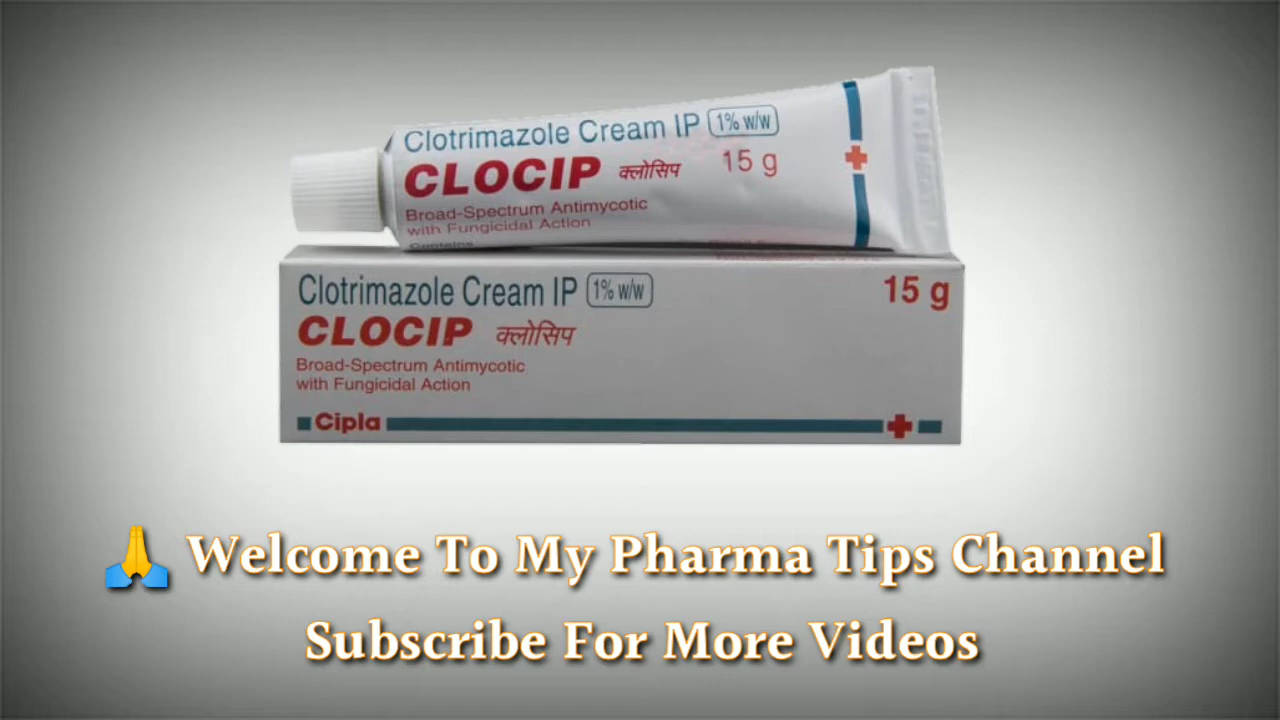 Clotrimazole Cream IP 1% w/w
CLOCIP क्लोसिप 15 g
Broad-Spectrum Antimycotic
with Fungicidal Action
Contains
Clotrimazole Cream IP 1% w/w 15 g
CLOCIP क्लोसिप
Broad-Spectrum Antimycotic
with Fungicidal Action
Cipla
🙏 Welcome To My Pharma Tips Channel
Subscribe For More Videos